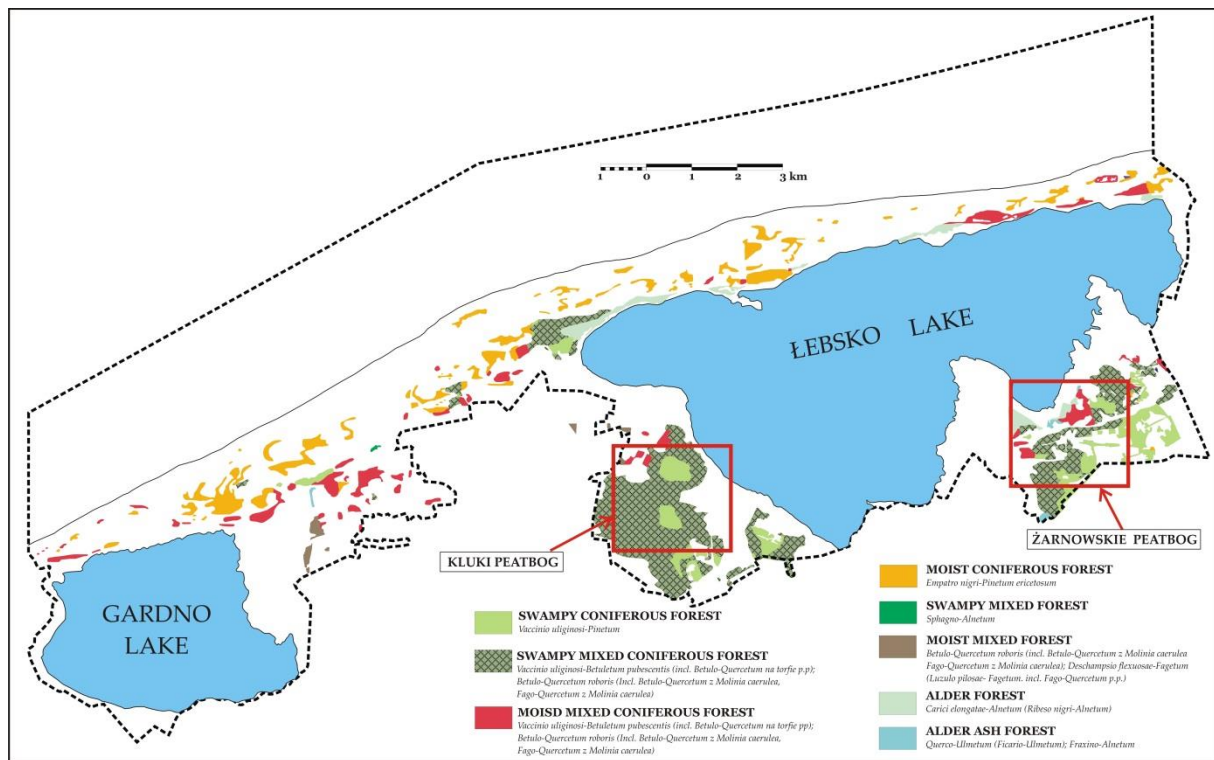 1 0 1 2 3 km
ŁEBSKO LAKE
GARDNO
LAKE
KLUKI PEATBOG
ŻARNOWSKIE PEATBOG
SWAMPY CONIFEROUS FOREST
Vaccinio uliginosi-Pinetum
SWAMPY MIXED CONIFEROUS FOREST
Vaccinio uliginosi-Betuletum pubescentis (incl. Betulo-Quercetum na torfie p.p);
Betulo-Quercetum roboris (Incl. Betulo-Quercetum z Molinia caerulea,
Fago-Quercetum z Molinia caerulea)
MOISD MIXED CONIFEROUS FOREST
Vaccinio uliginosi-Betuletum pubescentis (incl. Betulo-Quercetum na torfie pp);
Betulo-Quercetum roboris (Incl. Betulo-Quercetum z Molinia caerulea,
Fago-Quercetum z Molinia caerulea)
MOIST CONIFEROUS FOREST
Empatro nigri-Pinetum ericetosum
SWAMPY MIXED FOREST
Sphagno-Alnetum
MOIST MIXED FOREST
Betulo-Quercetum roboris (incl. Betulo-Quercetum z Molinia caerulea
Fago-Quercetum z Molinia caerulea); Deschampsio flexuosae-Fagetum
(Luzulo pilosae- Fagetum. incl. Fago-Quercetum p.p.)
ALDER FOREST
Carici elongatae-Alnetum (Ribeso nigri-Alnetum)
ALDER ASH FOREST
Querco-Ulmetum (Ficario-Ulmetum); Fraxino-Alnetum